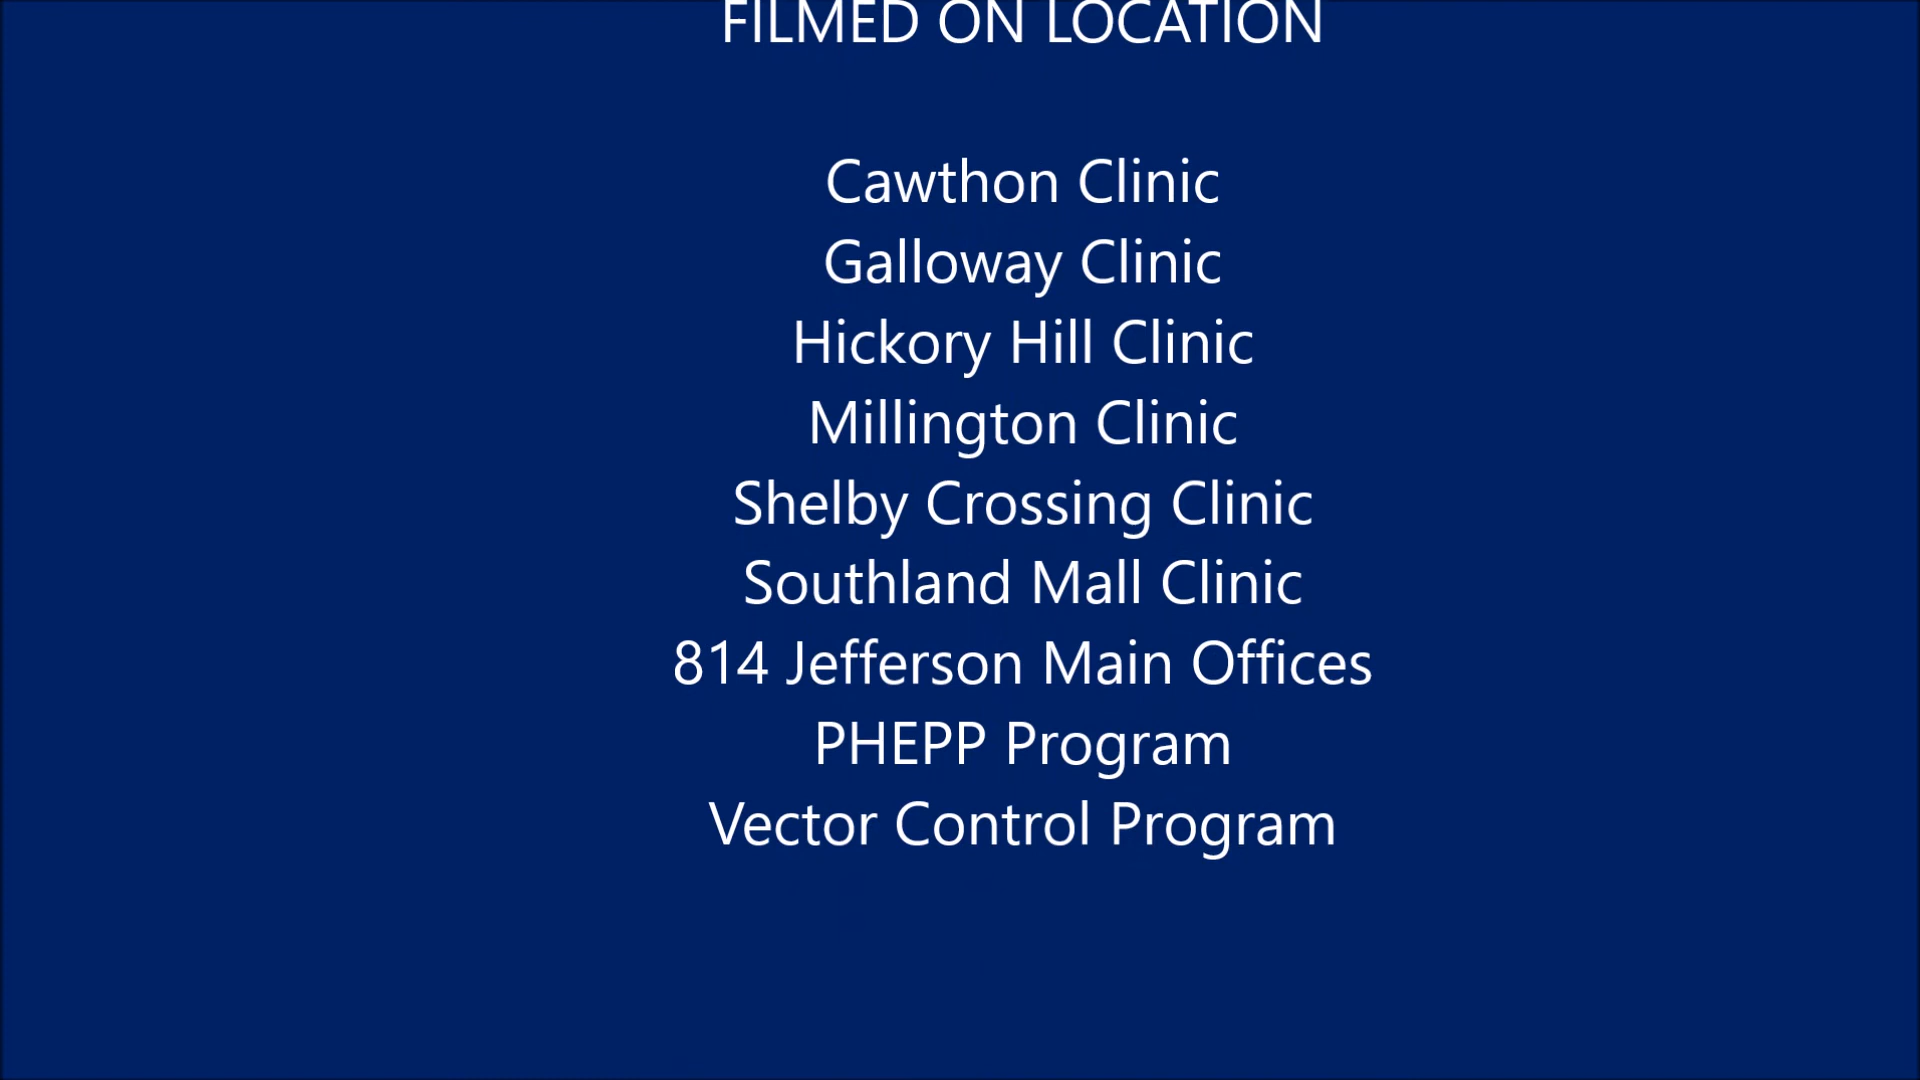 FILMED ON LOCATION
Cawthon Clinic
Galloway Clinic
Hickory Hill Clinic
Millington Clinic
Shelby Crossing Clinic
Southland Mall Clinic
814 Jefferson Main Offices
PHEPP Program
Vector Control Program